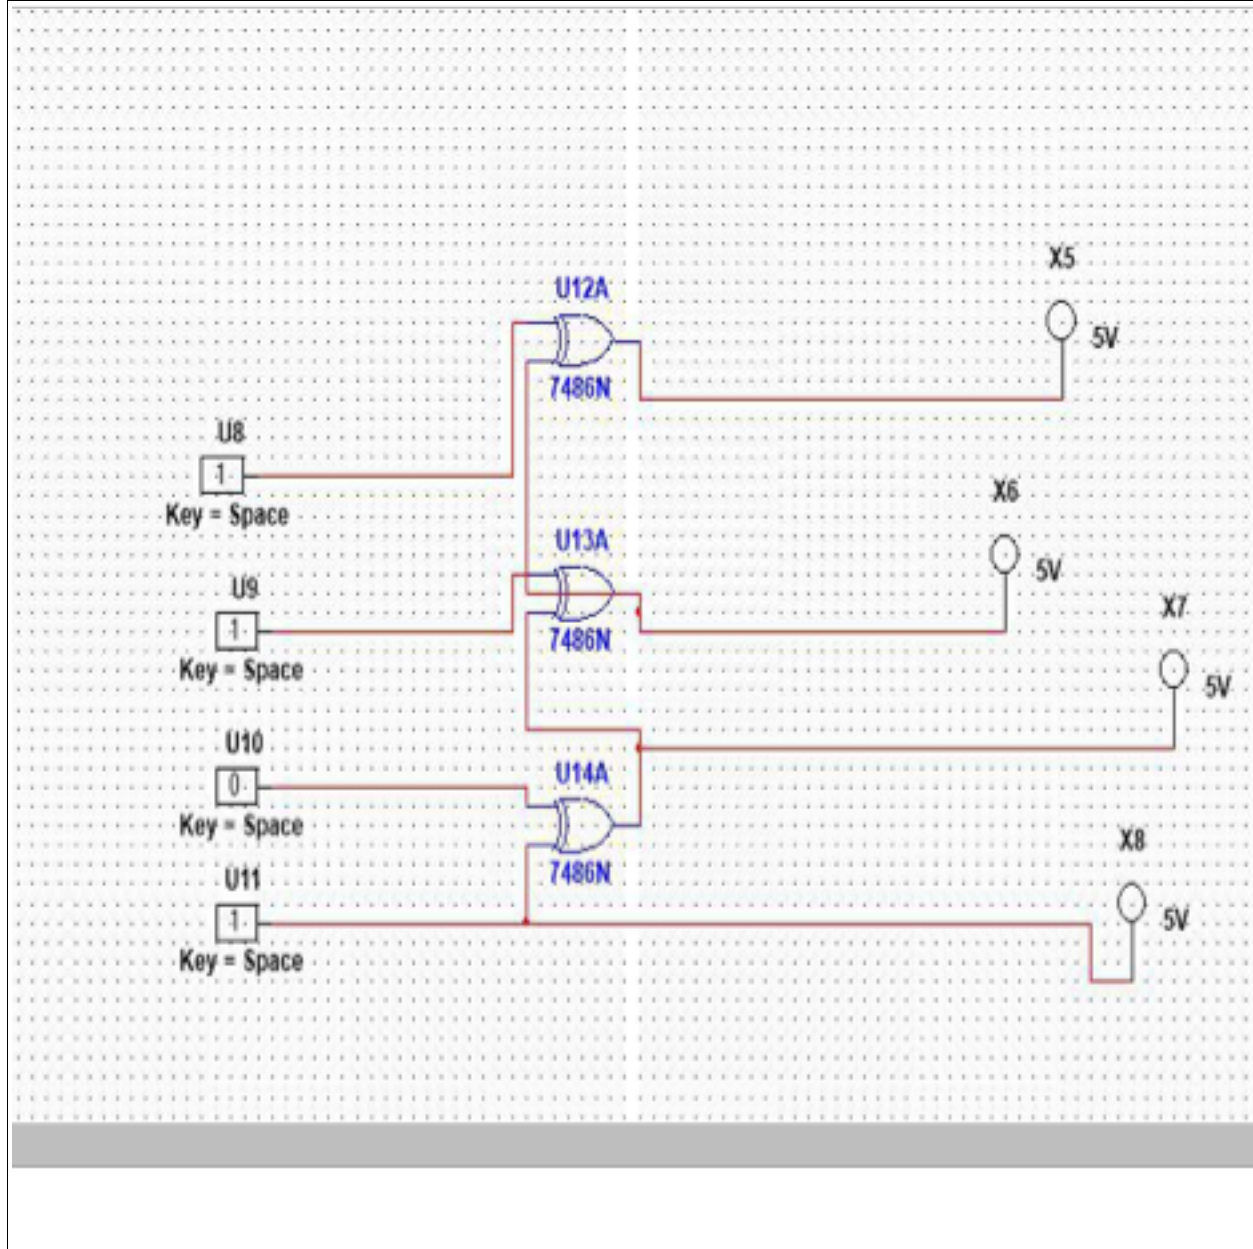 X5
U12A
5V
7486N
U8
1
Key = Space
X6
U13A
5V
U9
1
7486N
Key = Space
X7
5V
U10
0
U14A
Key = Space
X8
7486N
U11
1
5V
Key = Space